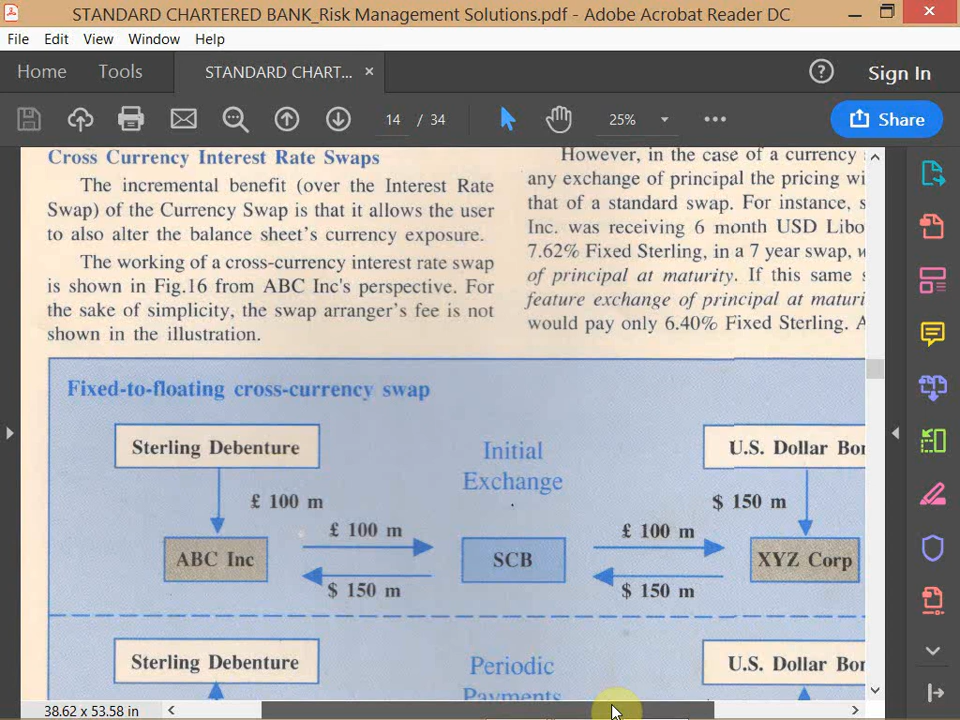 STANDARD CHARTERED BANK_Risk Management Solutions.pdf - Adobe Acrobat Reader DC
File Edit View Window Help
Home Tools STANDARD CHART... × ? Sign In
14 / 34 25% Share
Cross Currency Interest Rate Swaps
The incremental benefit (over the Interest Rate
Swap) of the Currency Swap is that it allows the user
to also alter the balance sheet's currency exposure.
The working of a cross-currency interest rate swap
is shown in Fig.16 from ABC Inc's perspective. For
the sake of simplicity, the swap arranger's fee is not
shown in the illustration.
However, in the case of a currency
any exchange of principal the pricing wi
that of a standard swap. For instance, s
Inc. was receiving 6 month USD Libo
7.62% Fixed Sterling, in a 7 year swap,
of principal at maturity. If this same
feature exchange of principal at maturi
would pay only 6.40% Fixed Sterling. A
Fixed-to-floating cross-currency swap
Sterling Debenture
Initial
Exchange
U.S. Dollar Bon
£ 100 m
$ 150 m
£ 100 m
£ 100 m
ABC Inc
SCB
XYZ Corp
$ 150 m
$ 150 m
Sterling Debenture
Periodic
Payments
U.S. Dollar Bon
38.62 x 53.58 in